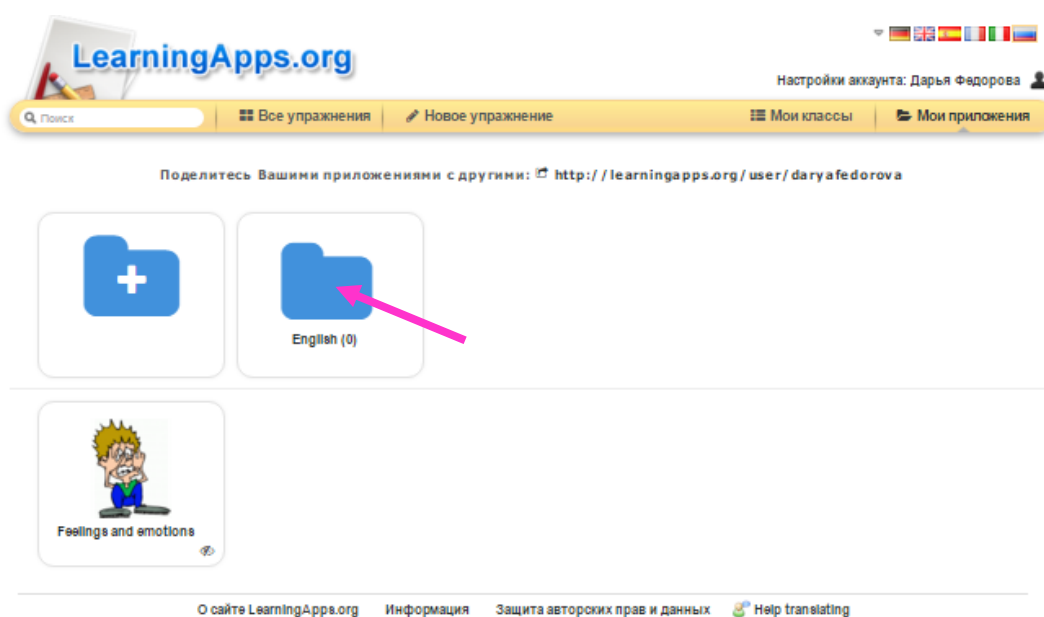 LearningApps.org
Настройки аккаунта: Дарья Федорова
Поиск
Все упражнения
Новое упражнение
Мои классы
Мои приложения
Поделитесь Вашими приложениями с другими: http://learningapps.org/user/daryafedorova
English (0)
Feelings and emotions
О сайте LearningApps.org Информация Защита авторских прав и данных Help translating